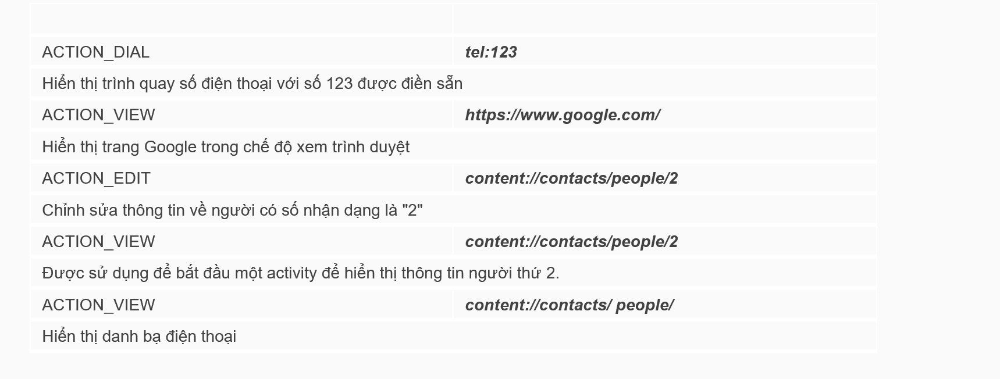 ACTION_DIAL tel:123
Hiển thị trình quay số điện thoại với số 123 được điền sẵn
ACTION_VIEW https://www.google.com/
Hiển thị trang Google trong chế độ xem trình duyệt
ACTION_EDIT content://contacts/people/2
Chỉnh sửa thông tin về người có số nhận dạng là "2"
ACTION_VIEW content://contacts/people/2
Được sử dụng để bắt đầu một activity để hiển thị thông tin người thứ 2.
ACTION_VIEW content://contacts/ people/
Hiển thị danh bạ điện thoại